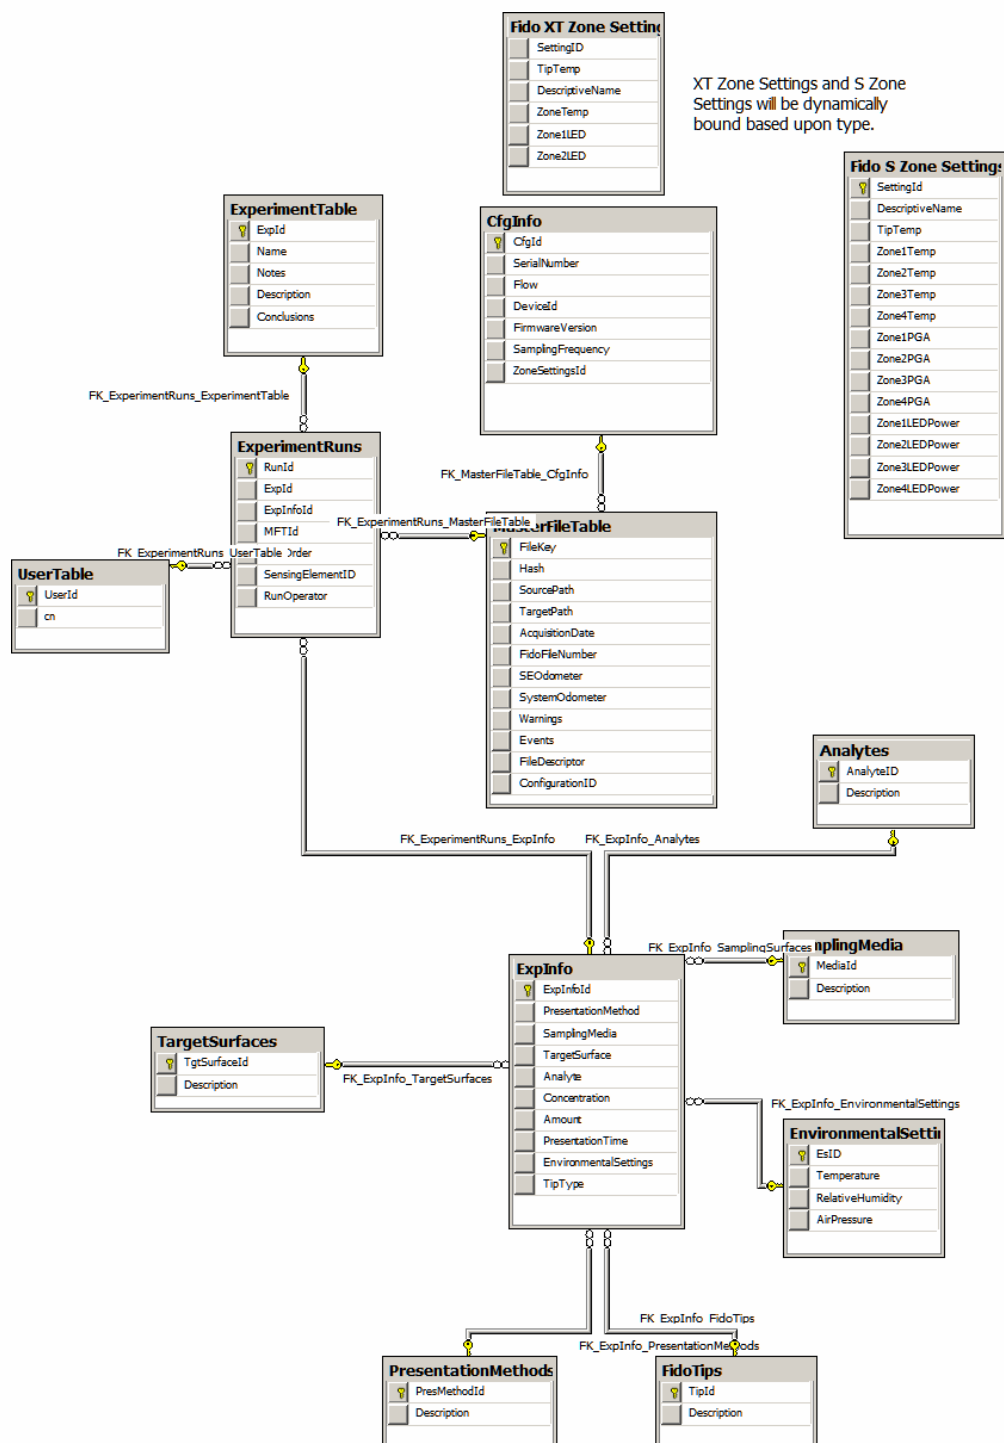 Fido XT Zone Setting
SettingID
TipTemp
DescriptiveName
ZoneTemp
Zone1LED
Zone2LED
XT Zone Settings and S Zone
Settings will be dynamically
bound based upon type.
Fido S Zone Settings
SettingId
DescriptiveName
TipTemp
Zone1Temp
Zone2Temp
Zone3Temp
Zone4Temp
Zone1PGA
Zone2PGA
Zone3PGA
Zone4PGA
Zone1LEDPower
Zone2LEDPower
Zone3LEDPower
Zone4LEDPower
ExperimentTable
ExpId
Name
Notes
Description
Conclusions
CfgInfo
CfgId
SerialNumber
Flow
DeviceId
FirmwareVersion
SamplingFrequency
ZoneSettingsId
FK_ExperimentRuns_ExperimentTable
FK_MasterFileTable_CfgInfo
ExperimentRuns
RunId
ExpId
ExpInfoId
MFTId
Order
SensingElementID
RunOperator
FK_ExperimentRuns_MasterFileTable
FK_ExperimentRuns_UserTable
UserTable
UserId
cn
MasterFileTable
FileKey
Hash
SourcePath
TargetPath
AcquisitionDate
FidoFileNumber
SEOdometer
SystemOdometer
Warnings
Events
FileDescriptor
ConfigurationID
Analytes
AnalyteID
Description
FK_ExperimentRuns_ExpInfo
FK_ExpInfo_Analytes
FK_ExpInfo_SamplingSurfaces
mplingMedia
MediaId
Description
ExpInfo
ExpInfoId
PresentationMethod
SamplingMedia
TargetSurface
Analyte
Concentration
Amount
PresentationTime
EnvironmentalSettings
TipType
TargetSurfaces
TgtSurfaceId
Description
FK_ExpInfo_TargetSurfaces
FK_ExpInfo_EnvironmentalSettings
EnvironmentalSettin
EsID
Temperature
RelativeHumidity
AirPressure
FK_ExpInfo_FidoTips
FK_ExpInfo_PresentationMethods
PresentationMethods
PresMethodId
Description
FidoTips
TipId
Description